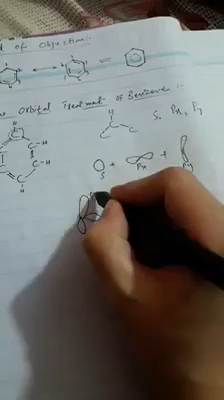 d of Objection:-
Orbital Treatment of Benzene :-
H
C
C
C
S, Px, Py
C-H
C-H
C
H
S
+
Px
+
Py